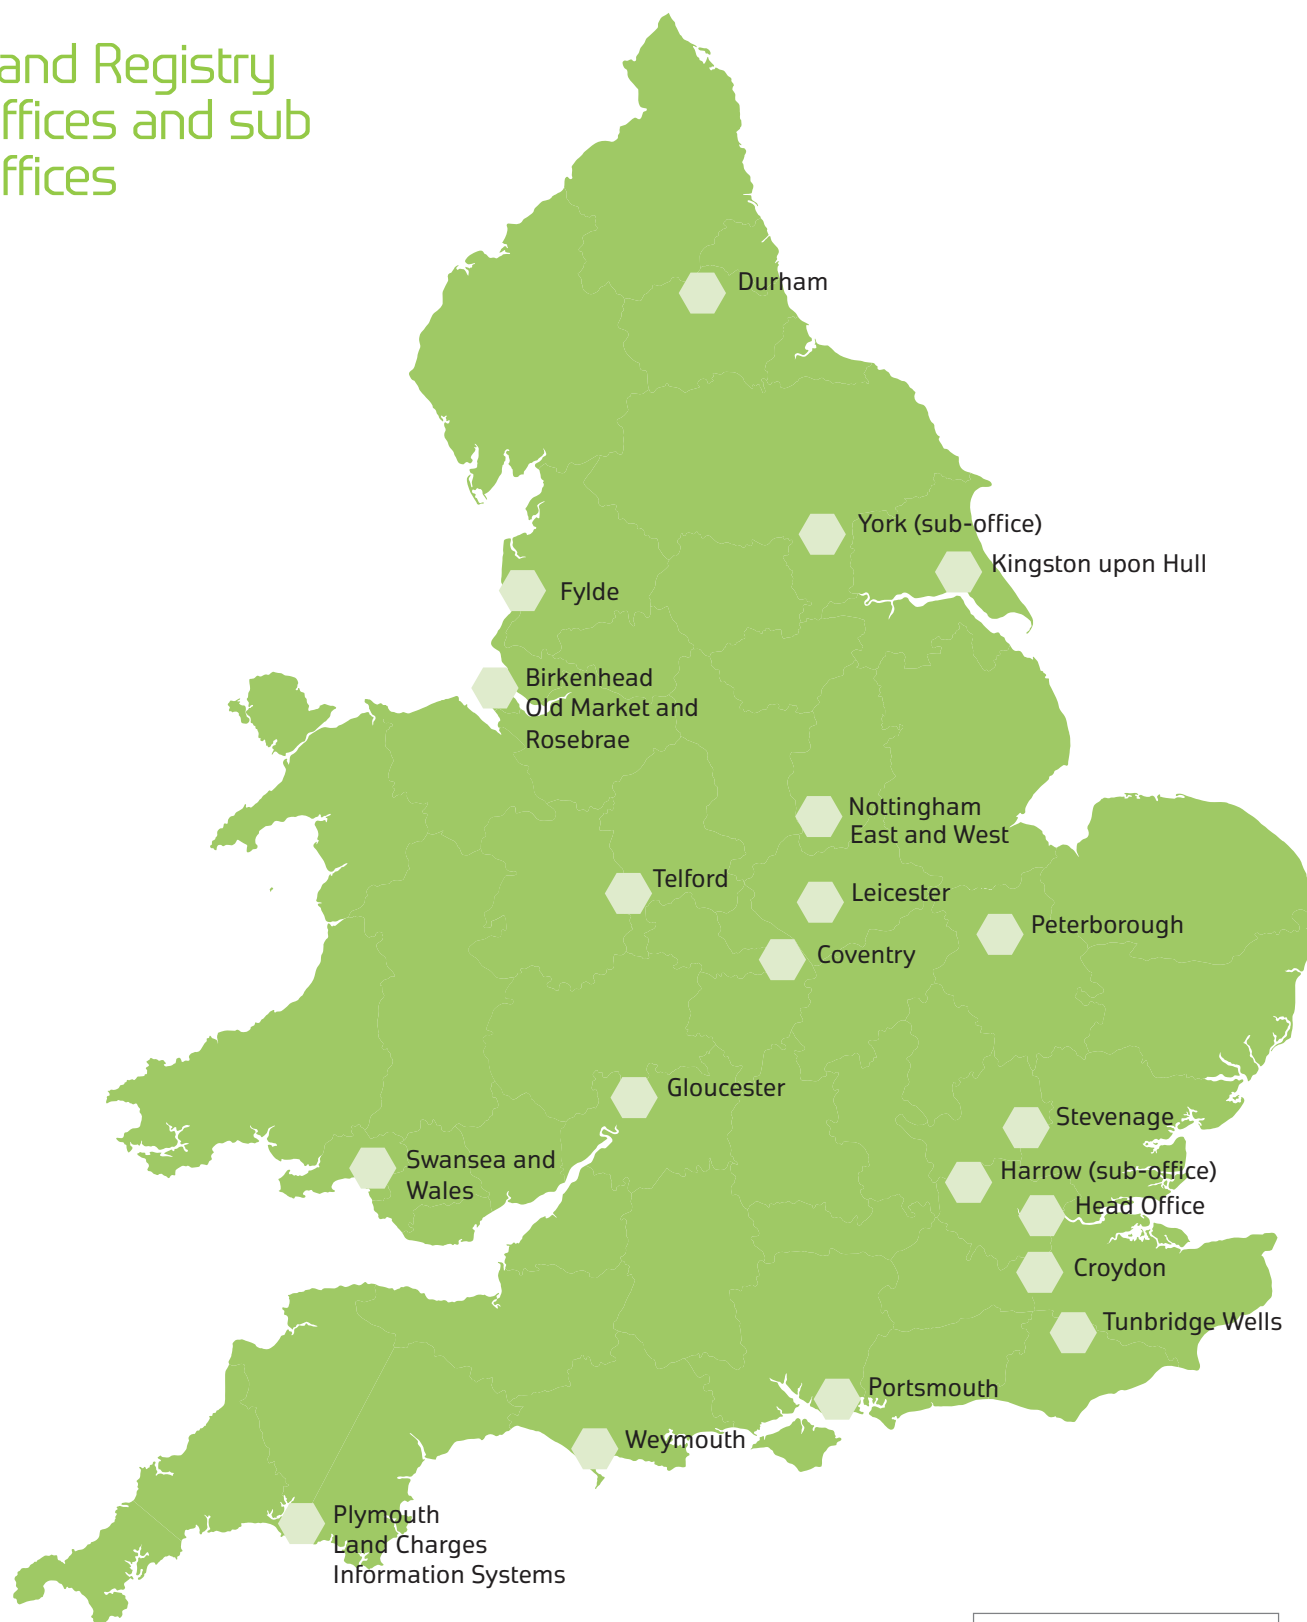 and Registry
ffices and sub
ffices
Durham
York (sub-office)
Kingston upon Hull
Fylde
Birkenhead
Old Market and
Rosebrae
Nottingham
East and West
Telford
Leicester
Peterborough
Coventry
Gloucester
Stevenage
Swansea and
Wales
Harrow (sub-office)
Head Office
Croydon
Tunbridge Wells
Portsmouth
Weymouth
Plymouth
Land Charges
Information Systems